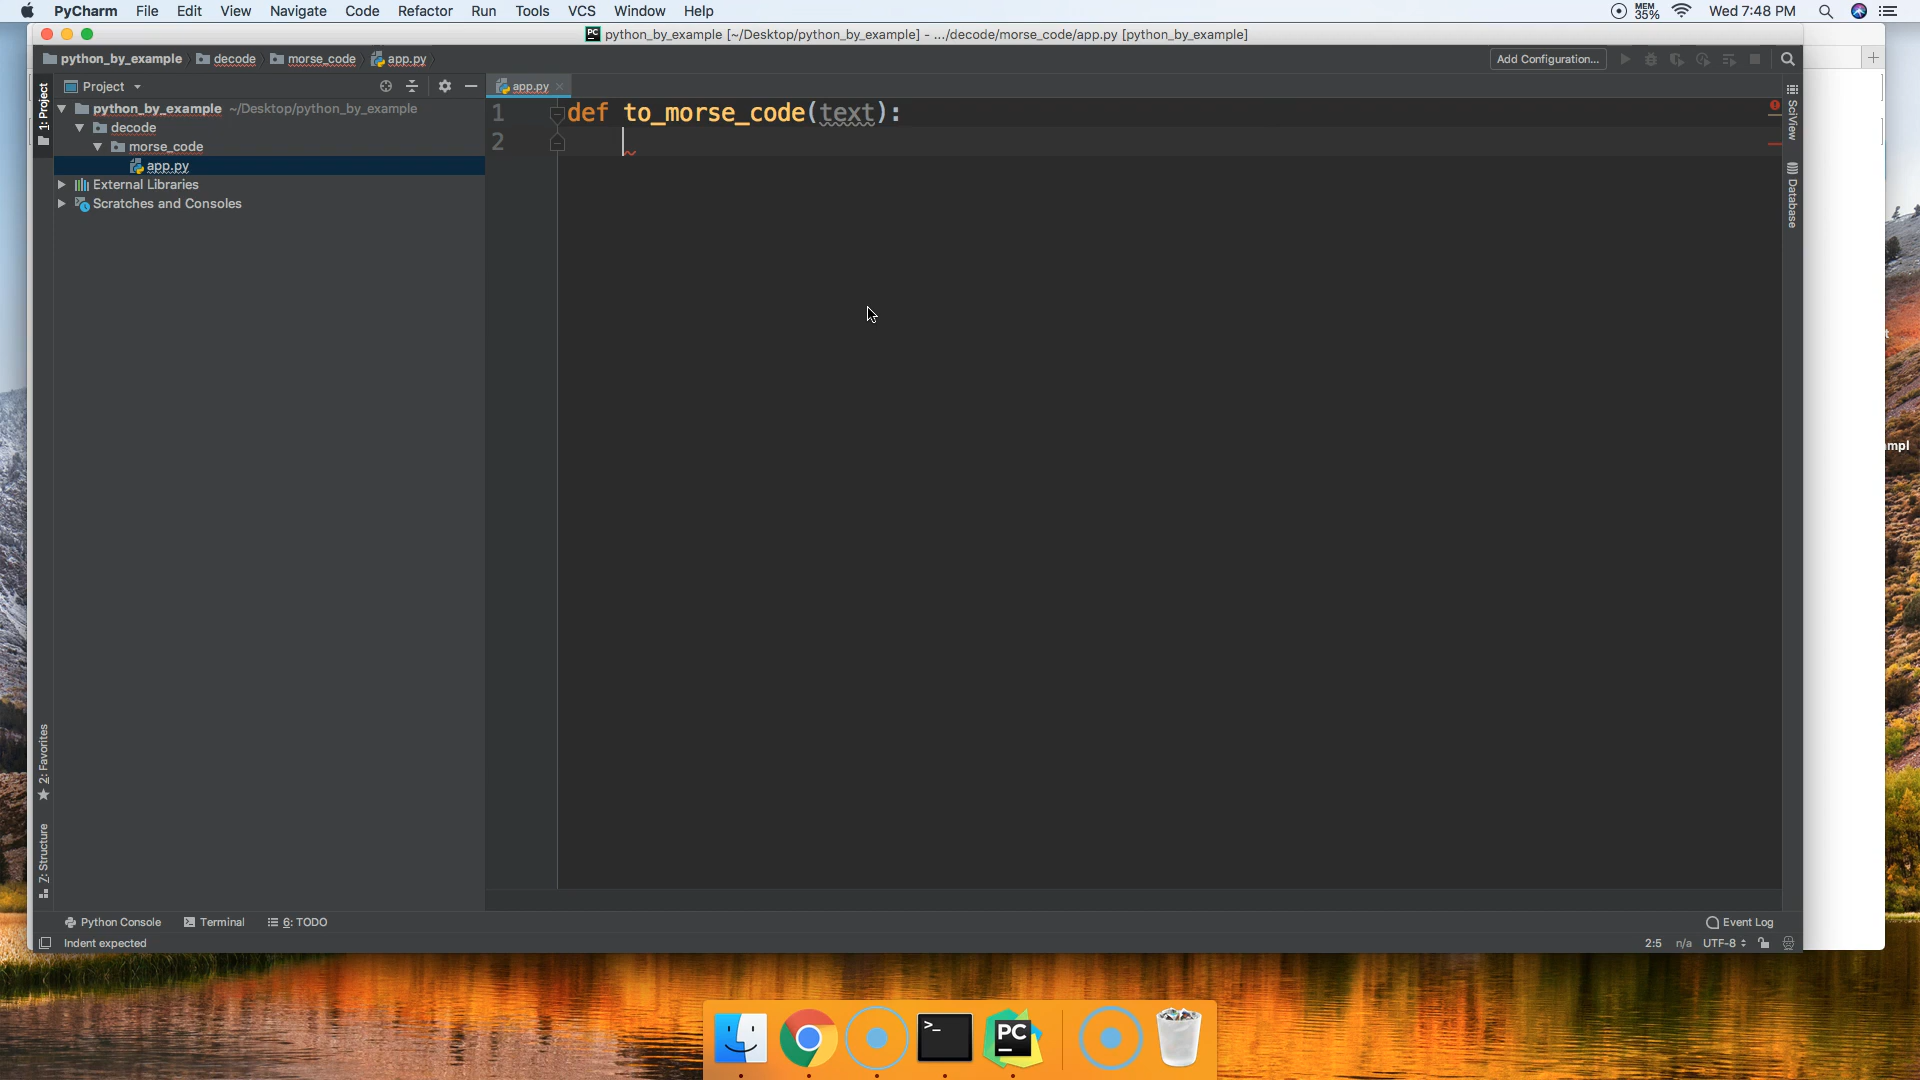 PyCharm File Edit View Navigate Code Refactor Run Tools VCS Window Help MEM 35% Wed 7:48 PM
PC python_by_example [~/Desktop/python_by_example] - .../decode/morse_code/app.py [python_by_example]
python_by_example decode morse_code app.py Add Configuration...
Project app.py
1: Project
python_by_example ~/Desktop/python_by_example
decode
morse_code
app.py
External Libraries
Scratches and Consoles
1 def to_morse_code(text):
2
SciView
Database
mpl
2: Favorites
7: Structure
Python Console Terminal 6: TODO Event Log
Indent expected 2:5 n/a UTF-8
>_ PC